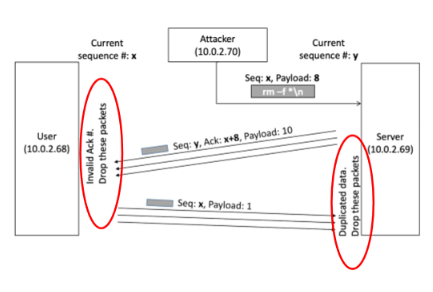 Attacker
(10.0.2.70)
Current
sequence #: x
Current
sequence #: y
Seq: x, Payload: 8
rm –f *\n
User
(10.0.2.68)
Invalid Ack #.
Drop these packets
Seq: y, Ack: x+8, Payload: 10
Seq: x, Payload: 1
Duplicated data.
Drop these packets
Server
(10.0.2.69)